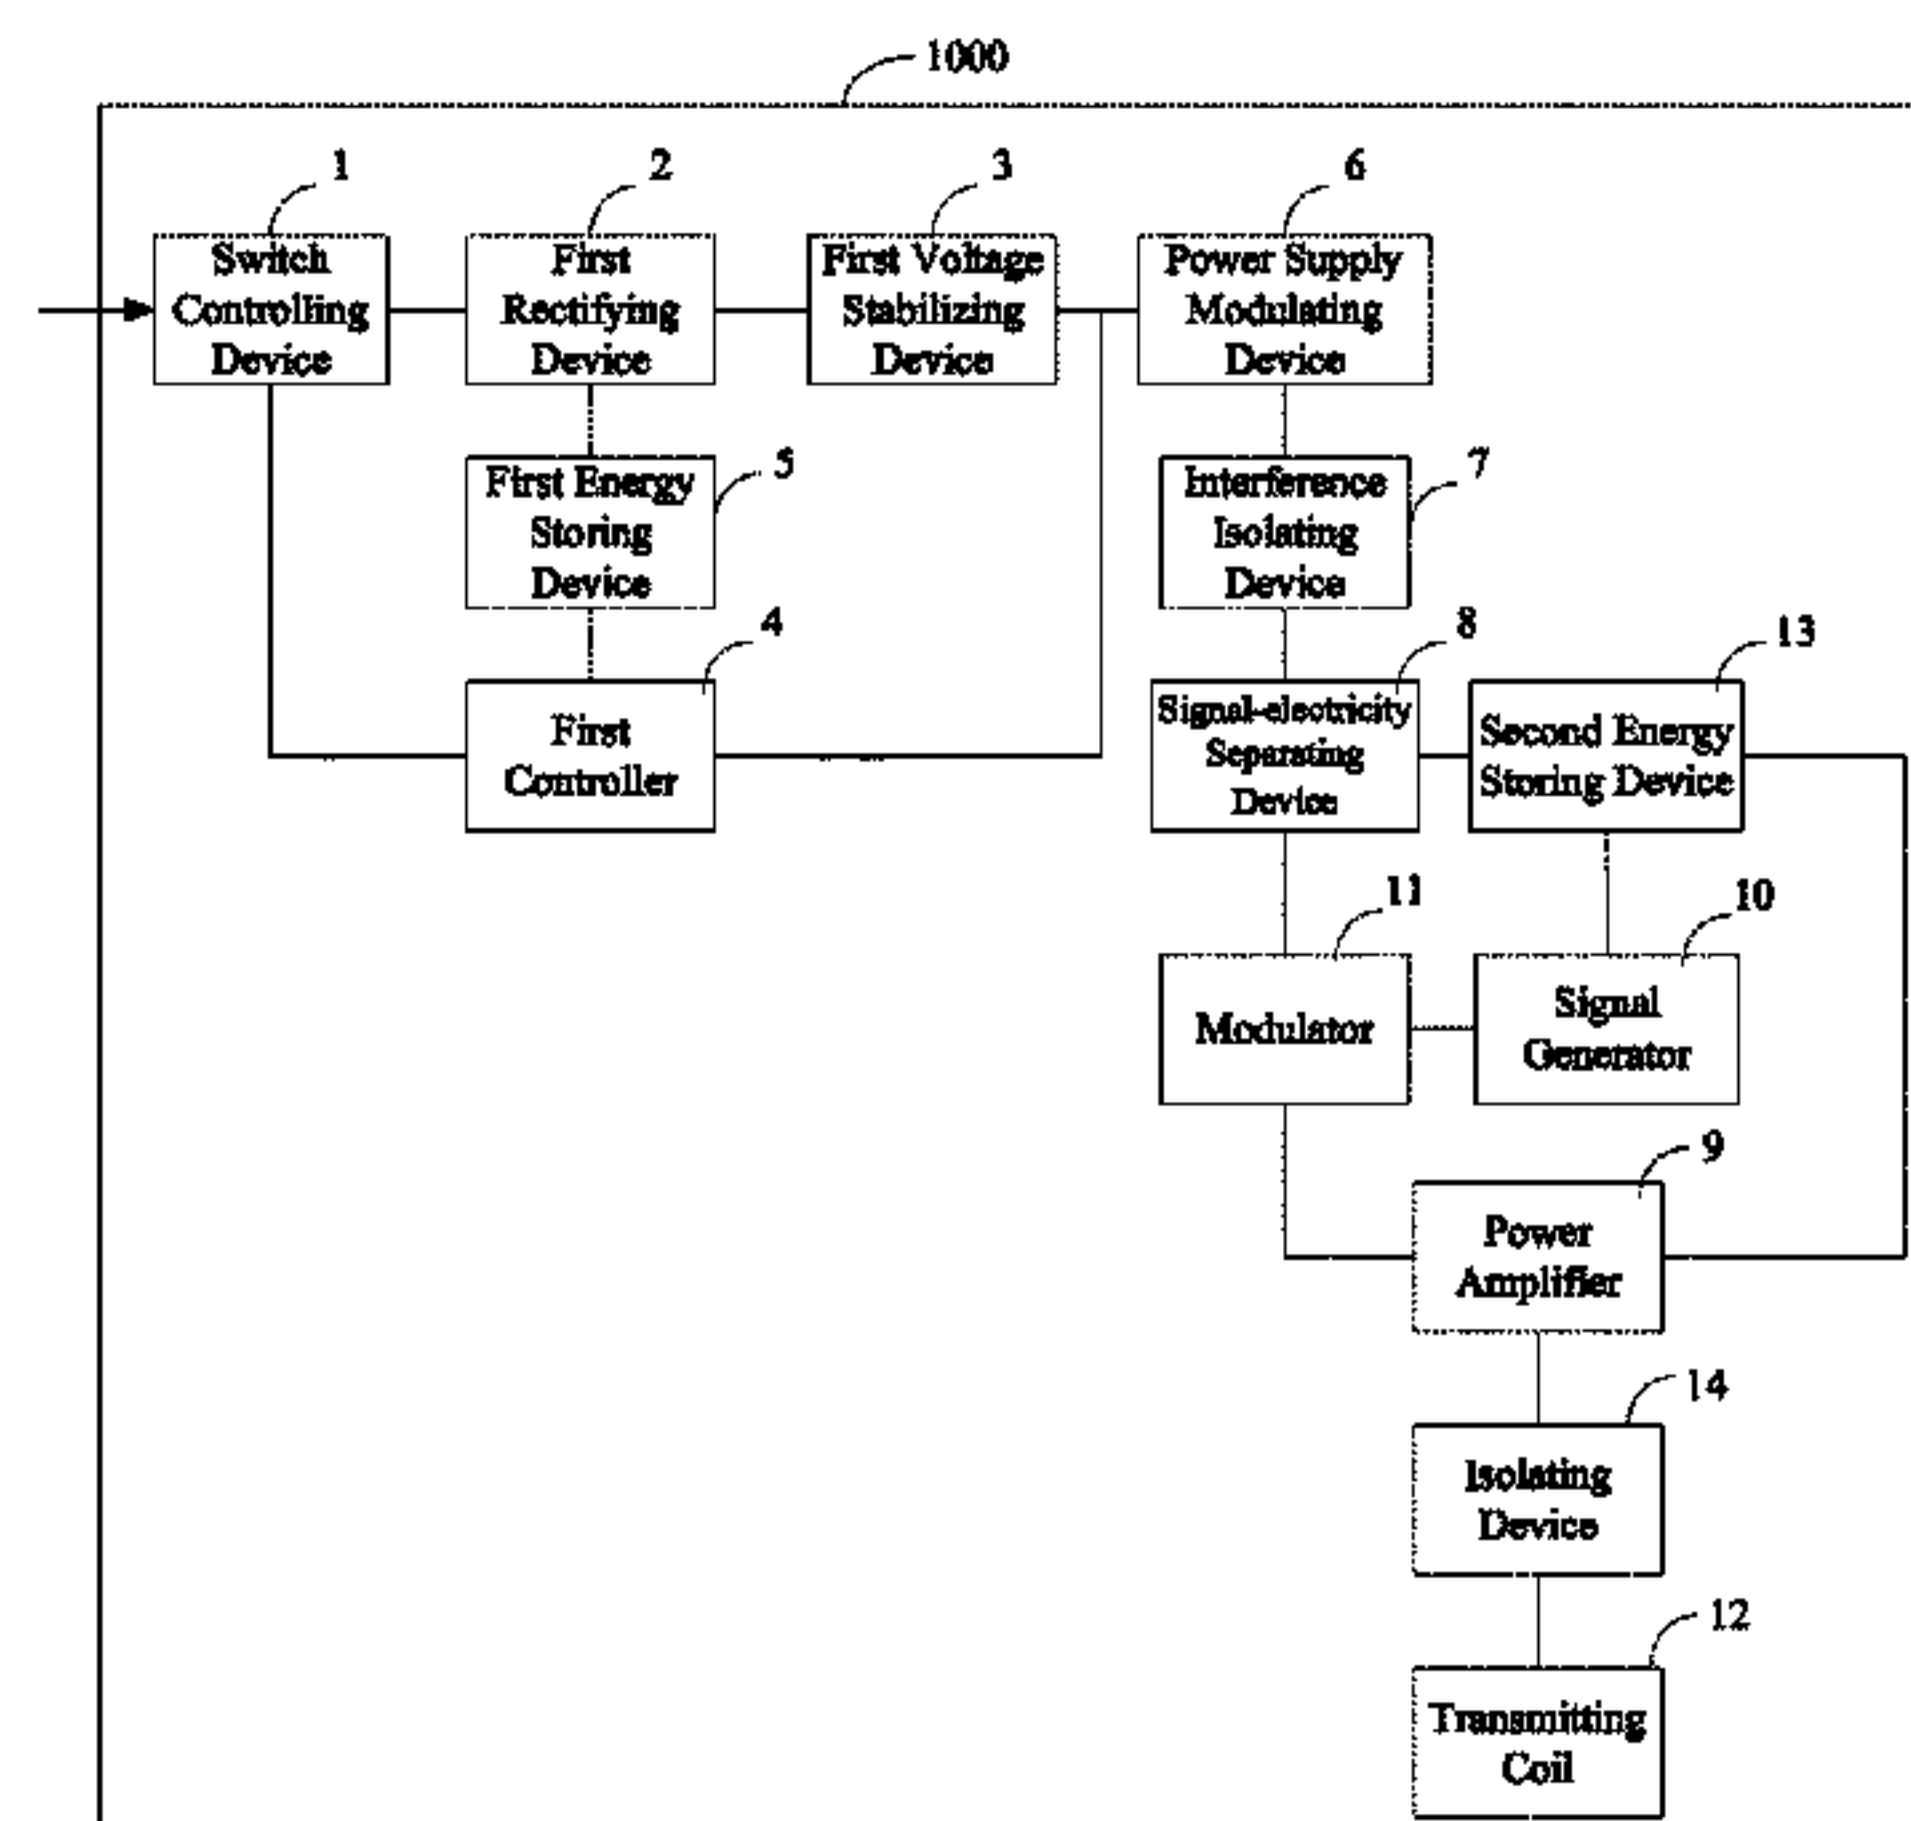 1000
1
2
3
6
Switch
Controlling
Device
First
Rectifying
Device
First Voltage
Stabilizing
Device
Power Supply
Modulating
Device
5
7
First Energy
Storing
Device
Interference
Isolating
Device
4
8
13
First
Controller
Signal-electricity
Separating
Device
Second Energy
Storing Device
11
10
Modulator
Signal
Generator
9
Power
Amplifier
14
Isolating
Device
12
Transmitting
Coil